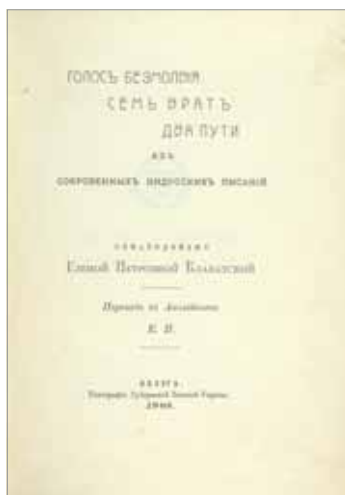 ГОЛОСЪ БЕЗМОЛВІЯ
СЕМЬ ВРАТЪ
ДВА ПУТИ
ИЗЪ
СОКРОВЕННЫХЪ ИНДУССКИХЪ ПИСАНІЙ
Еленой Петровной Блаватской
Переводъ съ Англійскаго
Е. П.
КАЛУГА.
Типографія Губернской Земской Управы.